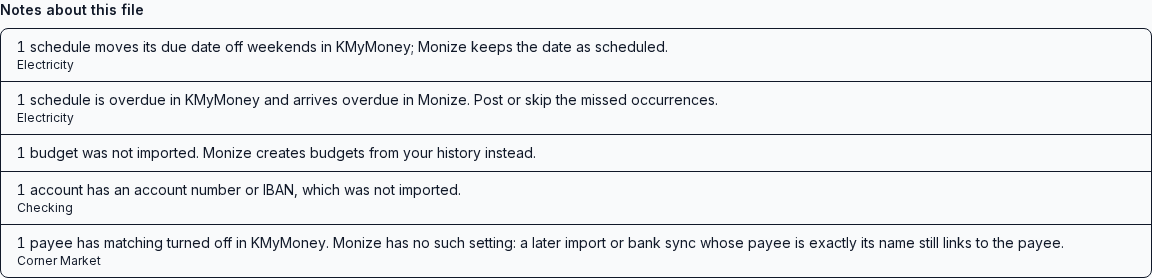 Notes about this file
1 schedule moves its due date off weekends in KMyMoney; Monize keeps the date as scheduled.
Electricity
1 schedule is overdue in KMyMoney and arrives overdue in Monize. Post or skip the missed occurrences.
Electricity
1 budget was not imported. Monize creates budgets from your history instead.
1 account has an account number or IBAN, which was not imported.
Checking
1 payee has matching turned off in KMyMoney. Monize has no such setting: a later import or bank sync whose payee is exactly its name still links to the payee.
Corner Market